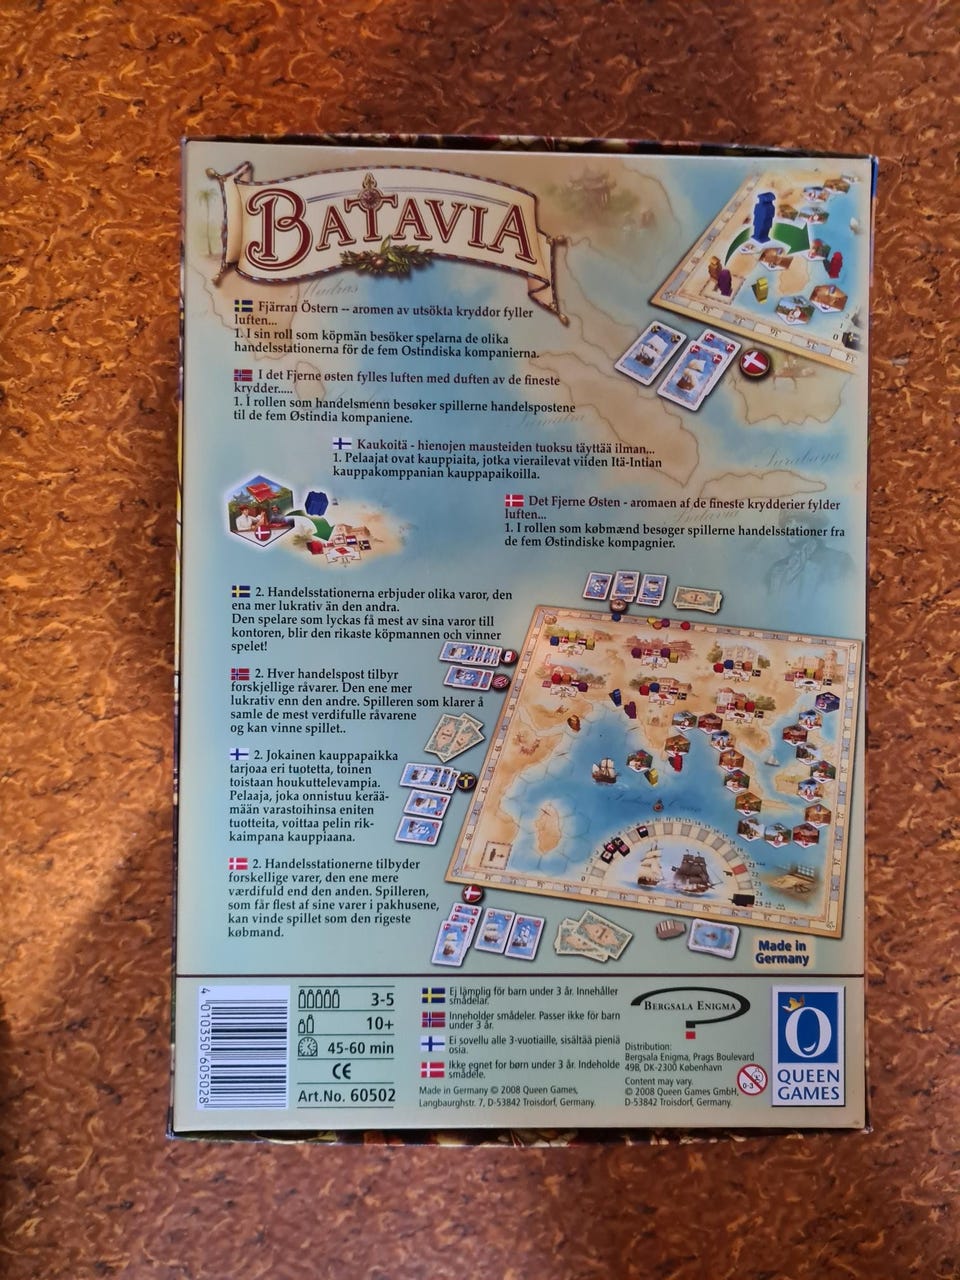 BATAVIA
Madras
Fjärran Östern -- aromen av utsökta kryddor fyller
luften...
1. I sin roll som köpmän besöker spelarna de olika
handelsstationerna för de fem Ostindiska kompanierna.
I det Fjerne østen fylles luften med duften av de fineste
krydder.....
1. I rollen som handelsmenn besøker spillerne handelspostene
til de fem Østindia kompaniene.
Kaukoitä - hienojen mausteiden tuoksu täyttää ilman...
1. Pelaajat ovat kauppiaita, jotka vierailevat viiden Itä-Intian
kauppakomppanian kauppapaikoilla.
Surabaya
Det Fjerne Østen - aromaen af de fineste krydderier fylder
luften...
1. I rollen som købmænd besøger spillerne handelsstationer fra
de fem Østindiske kompagnier.
2. Handelsstationerna erbjuder olika varor, den
ena mer lukrativ än den andra.
Den spelare som lyckas få mest av sina varor till
kontoren, blir den rikaste köpmannen och vinner
spelet!
2. Hver handelspost tilbyr
forskjellige råvarer. Den ene mer
lukrativ enn den andre. Spilleren som klarer å
samle de mest verdifulle råvarene
og kan vinne spillet..
2. Jokainen kauppapaikka
tarjoaa eri tuotetta, toinen
toistaan houkuttelevampia.
Pelaaja, joka onnistuu kerää-
mään varastoihinsa eniten
tuotteita, voittaa pelin rik-
kaimpana kauppiaana.
2. Handelsstationerne tilbyder
forskellige varer, den ene mere
værdifuld end den anden. Spilleren,
som får flest af sine varer i pakhusene,
kan vinde spillet som den rigeste
købmand.
Made in
Germany
4 010350 605028
3-5
10+
45-60 min
CE
Art.No. 60502
Ej lämplig för barn under 3 år. Innehåller
smådelar.
Inneholder smådeler. Passer ikke för barn
under 3 år.
Ei sovellu alle 3-vuotiaille, sisältää pieniä
osia.
Ikke egnet for børn under 3 år. Indeholde
smådele.
Made in Germany © 2008 Queen Games,
Langbaurghstr. 7, D-53842 Troisdorf, Germany.
BERGSALA ENIGMA
Distribution:
Bergsala Enigma, Prags Boulevard
49B, DK-2300 København
Content may vary.
© 2008 Queen Games GmbH,
D-53842 Troisdorf, Germany.
0-3
Q
QUEEN
GAMES